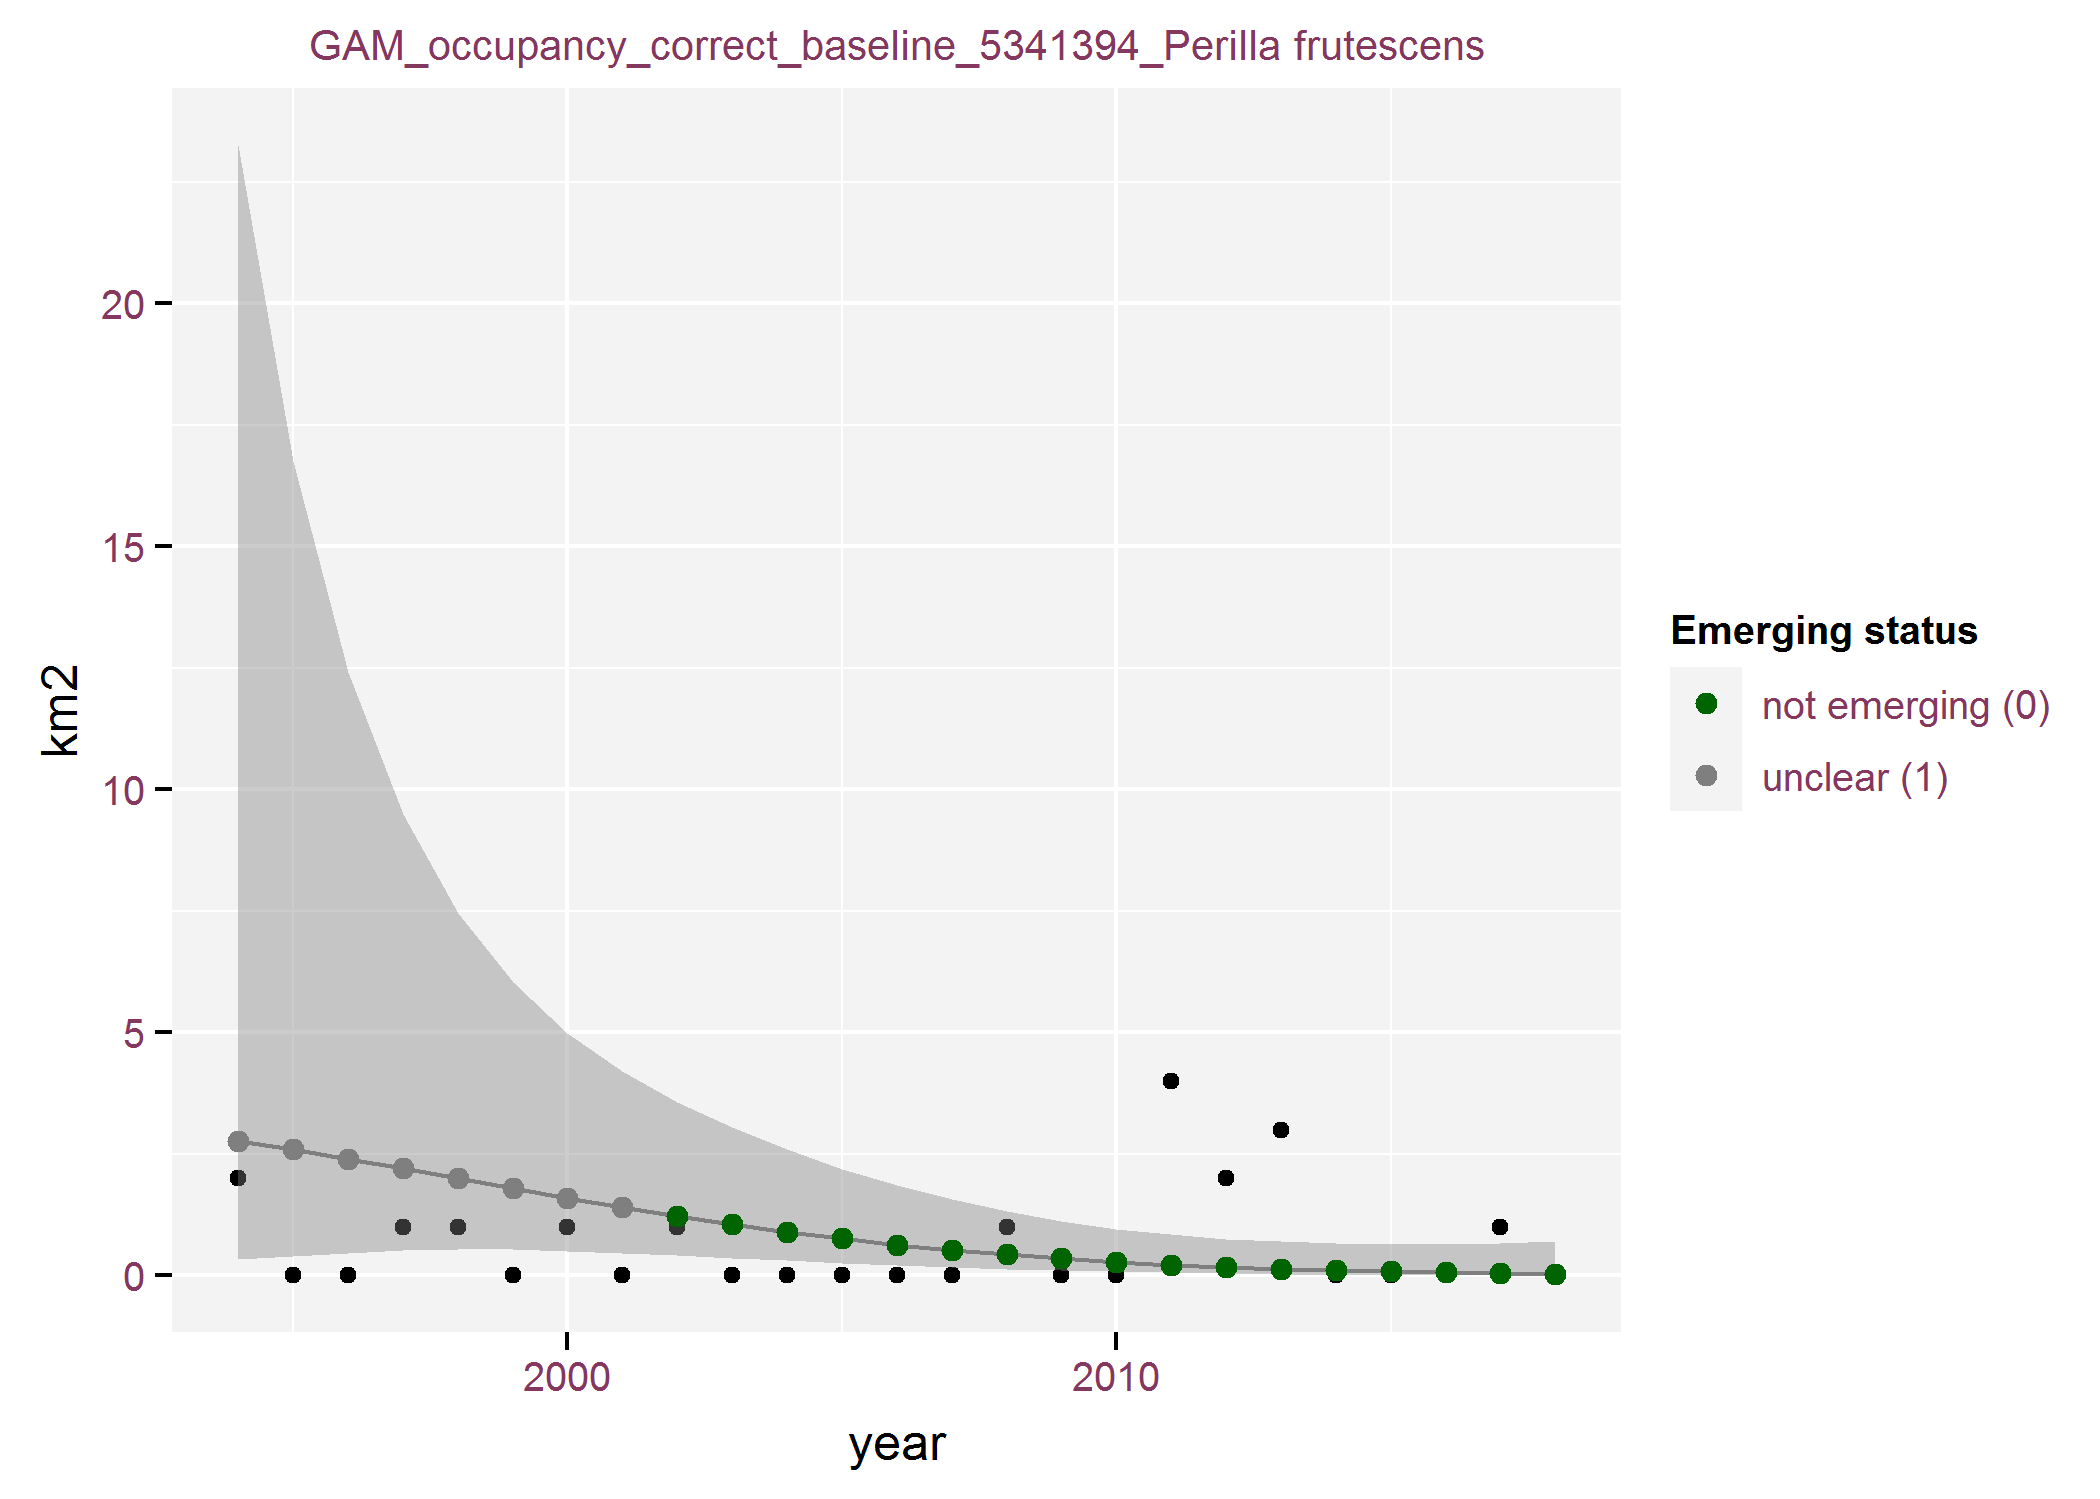 GAM_occupancy_correct_baseline_5341394_Perilla frutescens
20
15
10
5
0
km2
2000
2010
year
Emerging status
not emerging (0)
unclear (1)